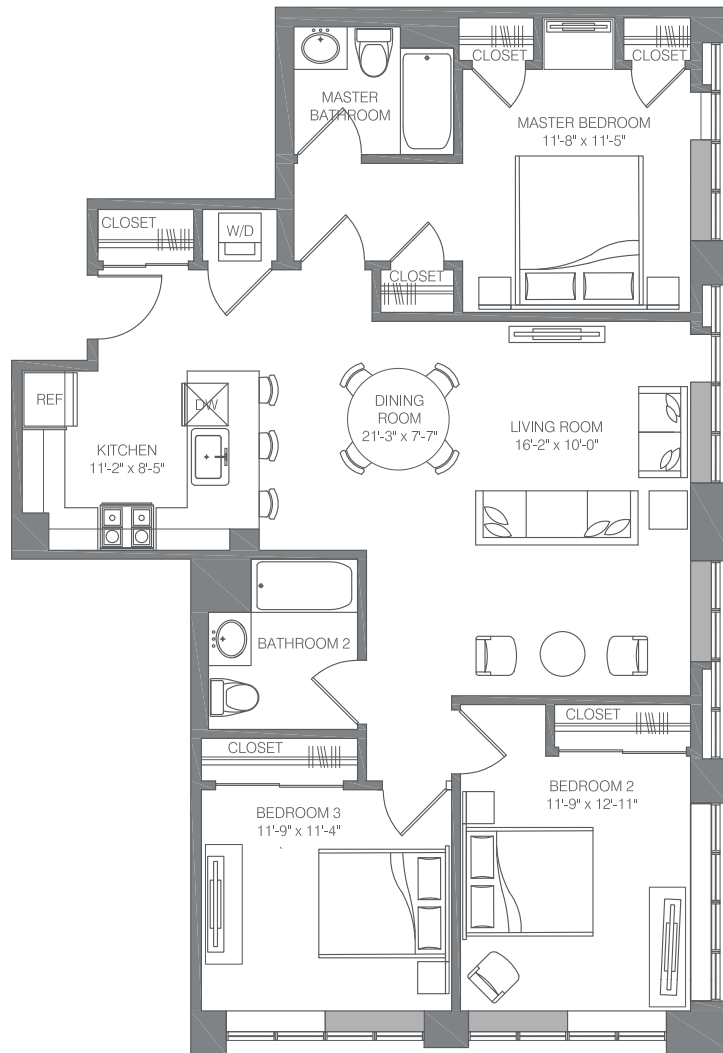 CLOSET
CLOSET
MASTER
BATHROOM
MASTER BEDROOM
11'-8" x 11'-5"
CLOSET
W/D
CLOSET
REF
DW
DINING
ROOM
21'-3" x 7'-7"
LIVING ROOM
16'-2" x 10'-0"
KITCHEN
11'-2" x 8'-5"
BATHROOM 2
CLOSET
CLOSET
BEDROOM 2
11'-9" x 12'-11"
BEDROOM 3
11'-9" x 11'-4"